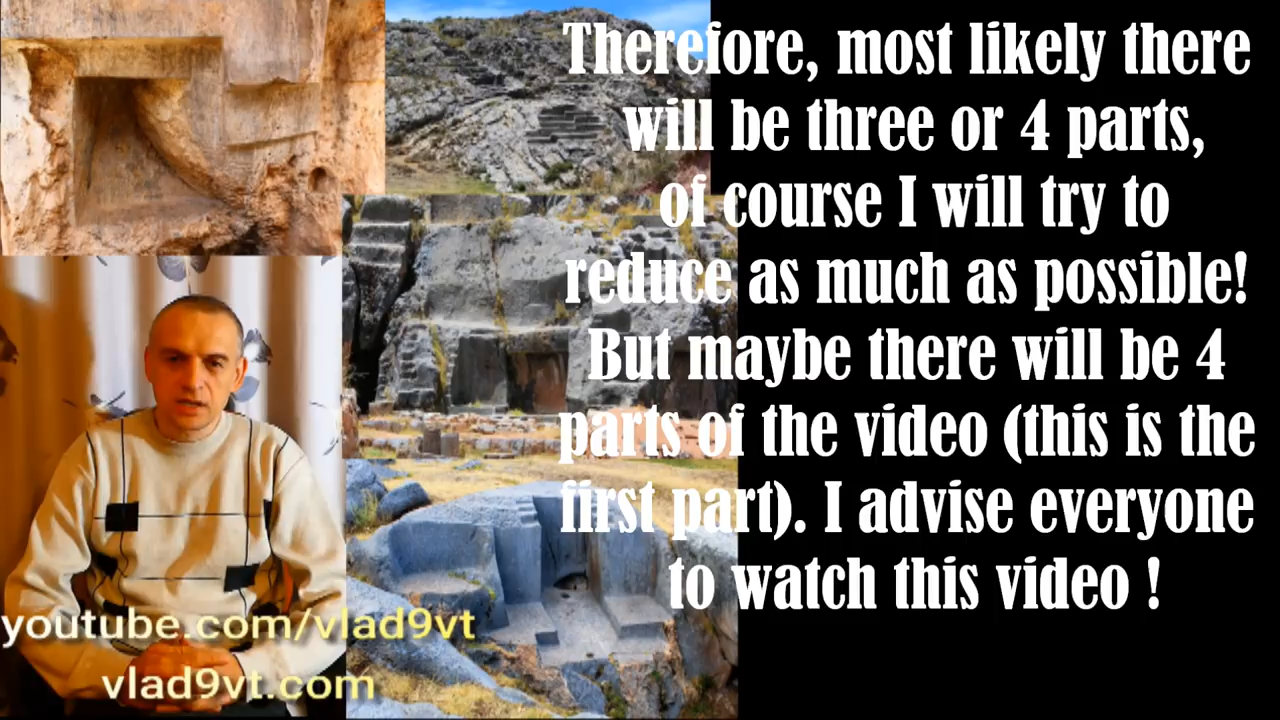 Therefore, most likely there
will be three or 4 parts,
of course I will try to
reduce as much as possible!
But maybe there will be 4
parts of the video (this is the
first part). I advise everyone
to watch this video !
youtube.com/vlad9vt
vlad9vt.com